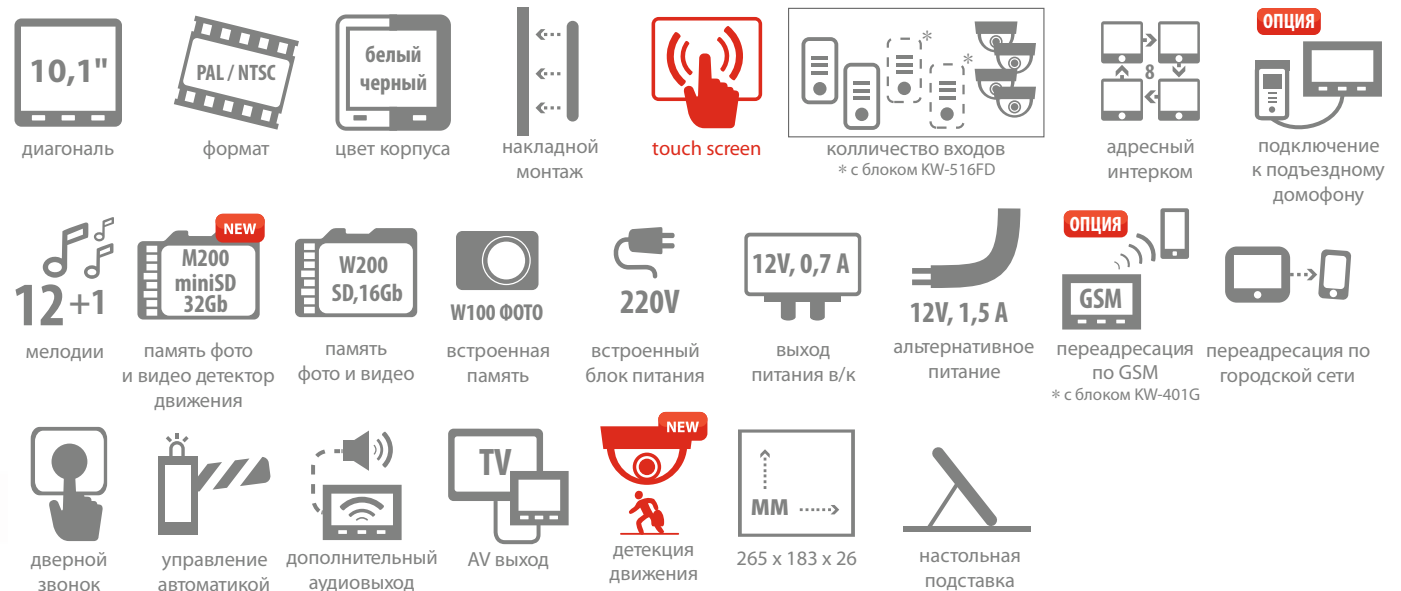 10,1"
диагональ
PAL / NTSC
формат
белый
черный
цвет корпуса
накладной
монтаж
touch screen
*
*
колличество входов
* с блоком KW-516FD
8
адресный
интерком
ОПЦИЯ
подключение
к подъездному
домофону
12+1
мелодии
NEW
M200
miniSD
32Gb
память фото
и видео детектор
движения
W200
SD,16Gb
память
фото и видео
W100 ФОТО
встроенная
память
220V
встроенный
блок питания
12V, 0,7 A
выход
питания в/к
12V, 1,5 A
альтернативное
питание
ОПЦИЯ
GSM
переадресация
по GSM
* с блоком KW-401G
переадресация по
городской сети
дверной
звонок
управление
автоматикой
дополнительный
аудиовыход
TV
AV выход
NEW
детекция
движения
ММ
265 x 183 x 26
настольная
подставка